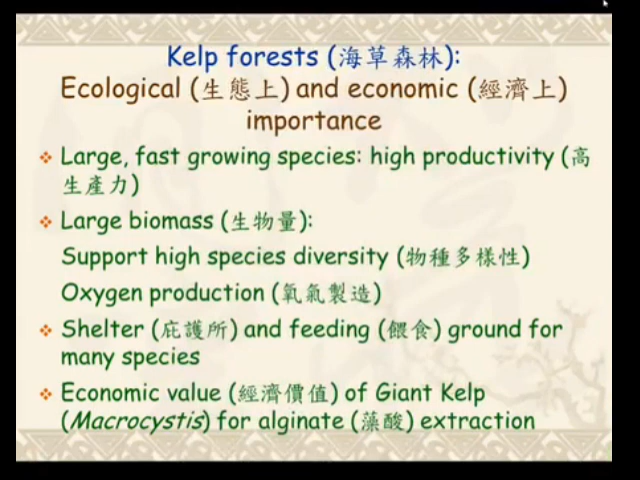 Kelp forests (海草森林):
Ecological (生態上) and economic (經濟上)
importance
Large, fast growing species: high productivity (高
生產力)
Large biomass (生物量):
Support high species diversity (物種多樣性)
Oxygen production (氧氣製造)
Shelter (庇護所) and feeding (餵食) ground for
many species
Economic value (經濟價值) of Giant Kelp
(Macrocystis) for alginate (藻酸) extraction